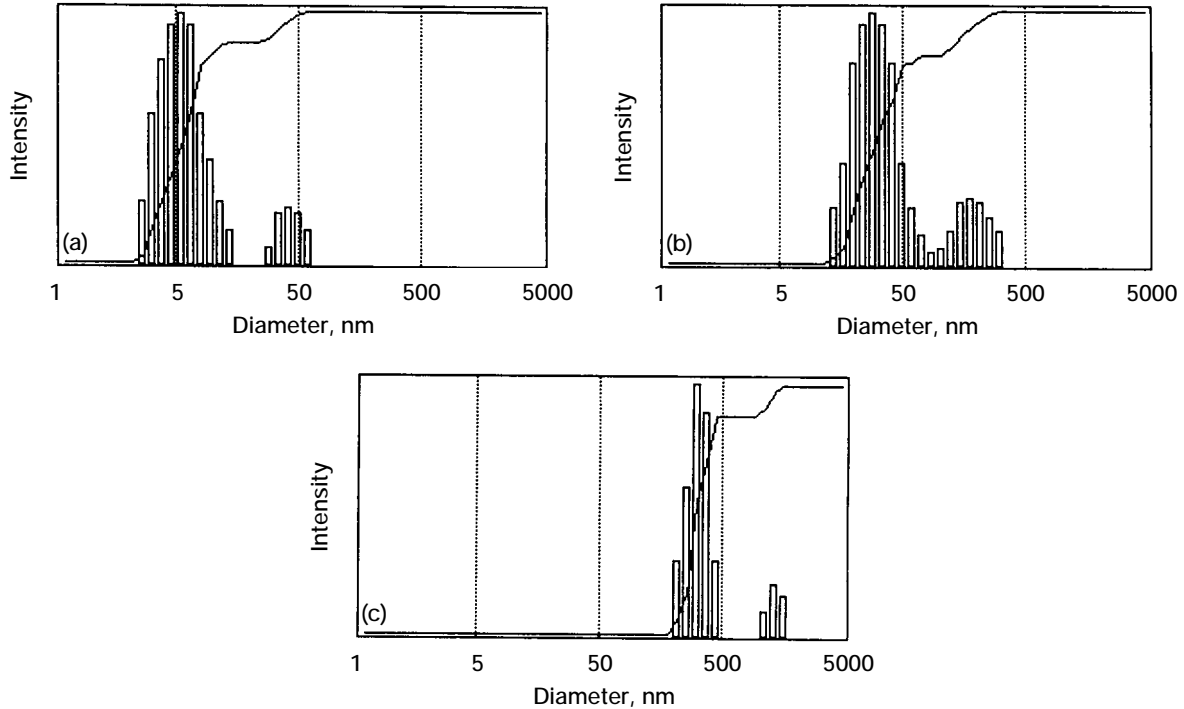 Intensity
(a)
1 5 50 500 5000
Diameter, nm
Intensity
(b)
1 5 50 500 5000
Diameter, nm
Intensity
(c)
1 5 50 500 5000
Diameter, nm